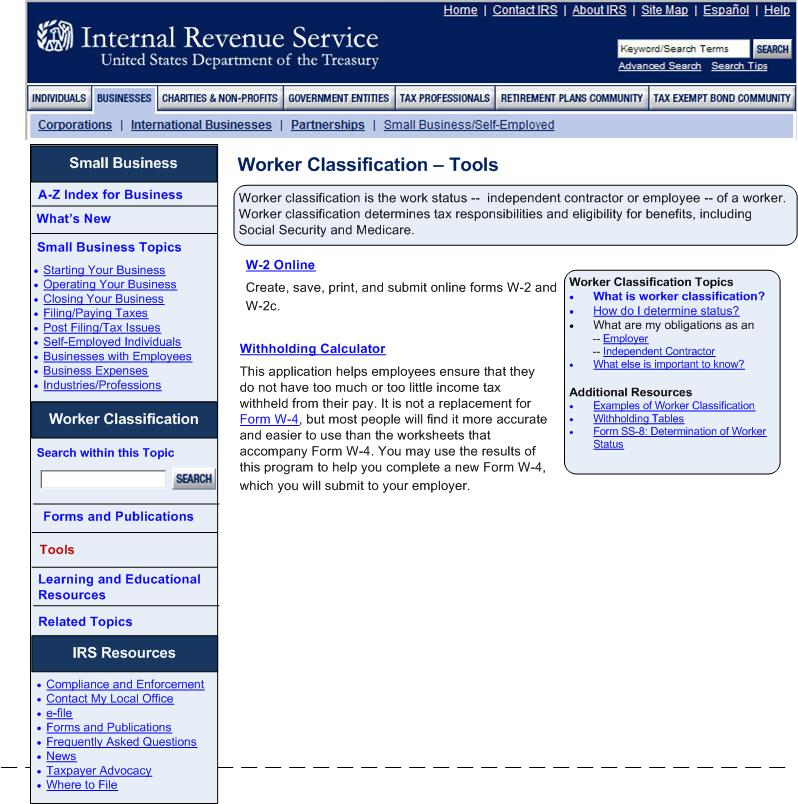 Home | Contact IRS | About IRS | Site Map | Español | Help
Internal Revenue Service
United States Department of the Treasury
Keyword/Search Terms SEARCH
Advanced Search Search Tips
INDIVIDUALS BUSINESSES CHARITIES & NON-PROFITS GOVERNMENT ENTITIES TAX PROFESSIONALS RETIREMENT PLANS COMMUNITY TAX EXEMPT BOND COMMUNITY
Corporations | International Businesses | Partnerships | Small Business/Self-Employed
Small Business
A-Z Index for Business
What's New
Small Business Topics
• Starting Your Business
• Operating Your Business
• Closing Your Business
• Filing/Paying Taxes
• Post Filing/Tax Issues
• Self-Employed Individuals
• Businesses with Employees
• Business Expenses
• Industries/Professions
Worker Classification
Search within this Topic
SEARCH
Forms and Publications
Tools
Learning and Educational
Resources
Related Topics
IRS Resources
• Compliance and Enforcement
• Contact My Local Office
• e-file
• Forms and Publications
• Frequently Asked Questions
• News
• Taxpayer Advocacy
• Where to File
Worker Classification – Tools
Worker classification is the work status -- independent contractor or employee -- of a worker.
Worker classification determines tax responsibilities and eligibility for benefits, including
Social Security and Medicare.
W-2 Online
Create, save, print, and submit online forms W-2 and
W-2c.
Withholding Calculator
This application helps employees ensure that they
do not have too much or too little income tax
withheld from their pay. It is not a replacement for
Form W-4, but most people will find it more accurate
and easier to use than the worksheets that
accompany Form W-4. You may use the results of
this program to help you complete a new Form W-4,
which you will submit to your employer.
Worker Classification Topics
• What is worker classification?
• How do I determine status?
• What are my obligations as an
-- Employer
-- Independent Contractor
• What else is important to know?
Additional Resources
• Examples of Worker Classification
• Withholding Tables
• Form SS-8: Determination of Worker
Status